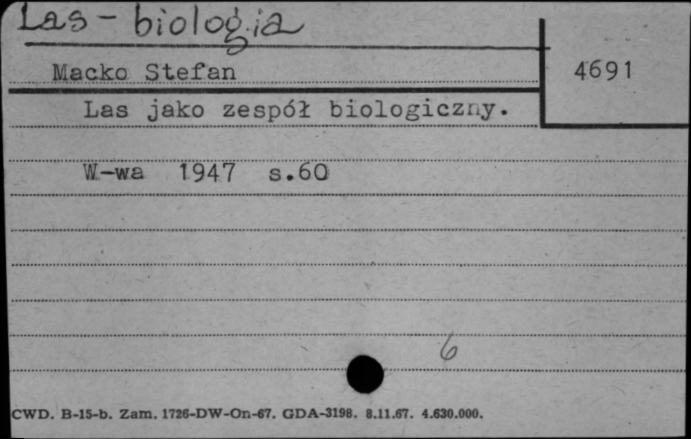 Las - biologia
Macko Stefan
4691
Las jako zespół biologiczny.
W-wa 1947 s.60
6
CWD. B-15-b. Zam. 1726-DW-On-67. GDA-3198. 8.11.67. 4.630.000.